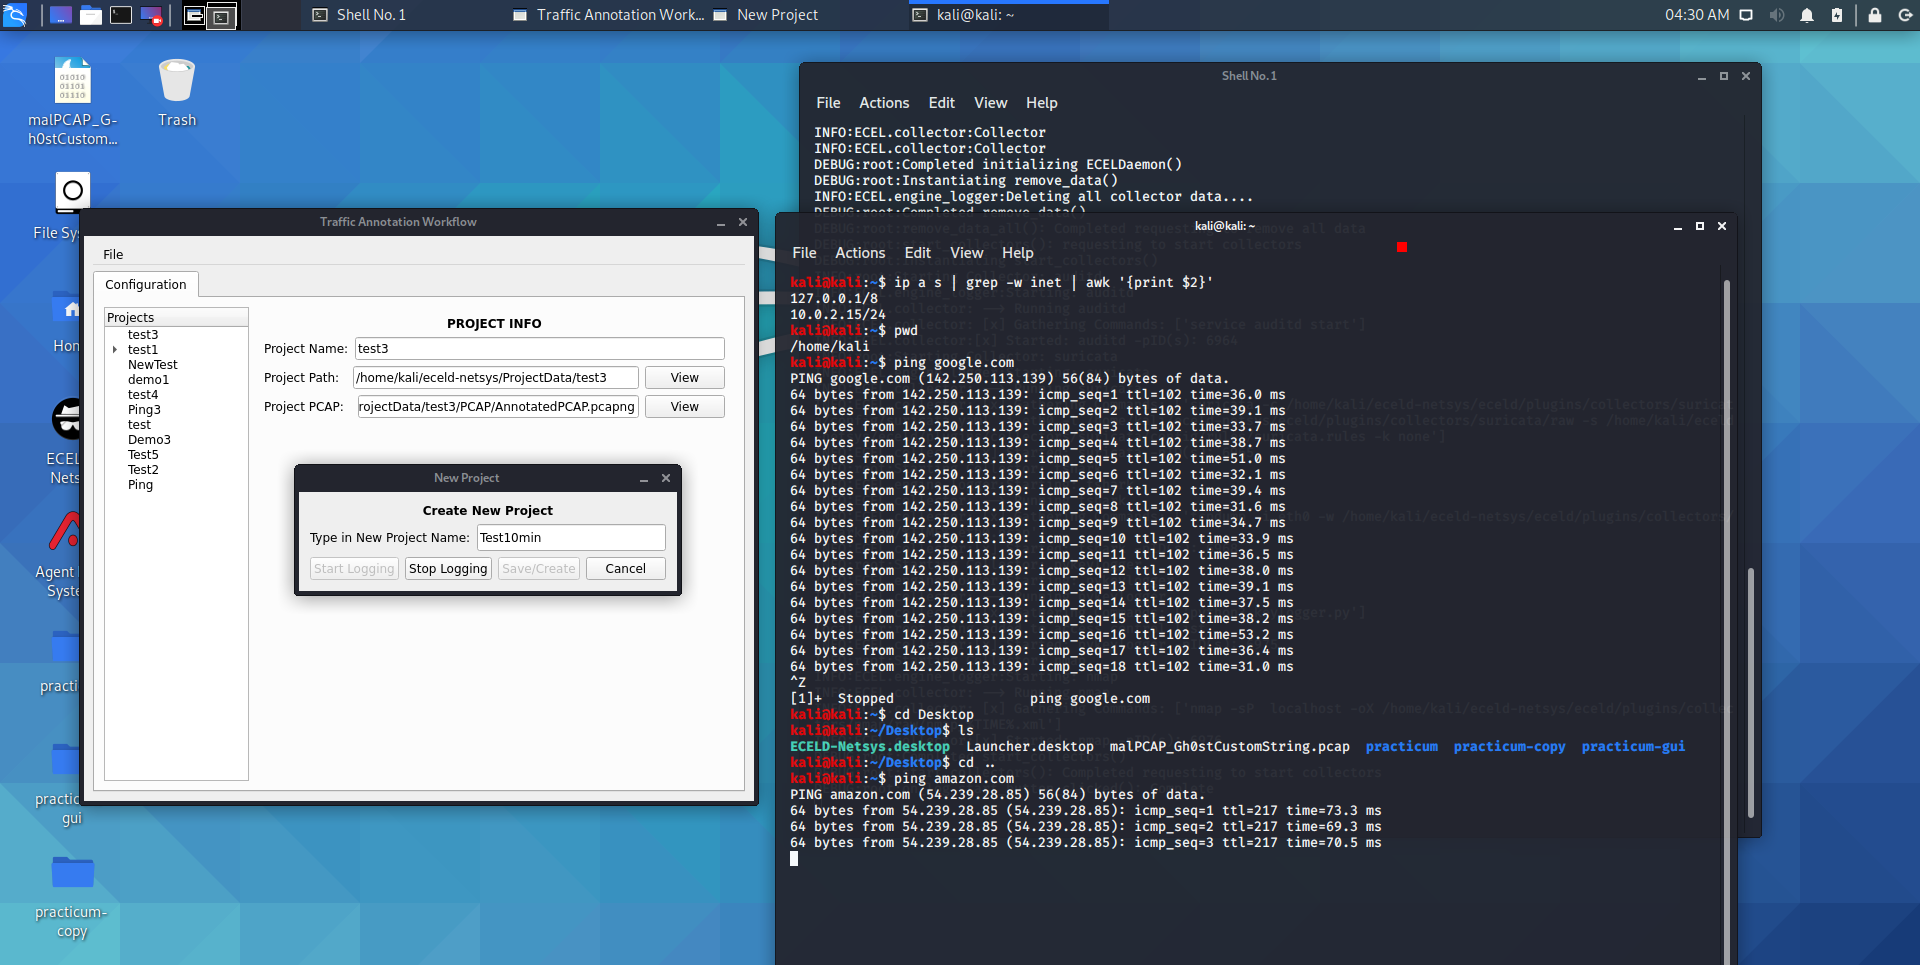 Shell No. 1
Traffic Annotation Work...
New Project
kali@kali: ~
04:30 AM
malPCAP_G-
h0stCustom...
Trash
File Sy
Hor
ECEL
Nets
Agent
Syste
practic
practic
gui
practicum-
copy
Shell No. 1
File Actions Edit View Help
INFO:ECEL.collector:Collector
INFO:ECEL.collector:Collector
DEBUG:root:Completed initializing ECELDaemon()
DEBUG:root:Instantiating remove_data()
INFO:ECEL.engine_logger:Deleting all collector data....
DEBUG:root:Completed remove_data()
Traffic Annotation Workflow
File
Configuration
Projects
test3
test1
NewTest
demo1
test4
Ping3
test
Demo3
Test5
Test2
Ping
PROJECT INFO
Project Name: test3
Project Path: /home/kali/eceld-netsys/ProjectData/test3 View
Project PCAP: rojectData/test3/PCAP/AnnotatedPCAP.pcapng View
New Project
Create New Project
Type in New Project Name: Test10min
Start Logging Stop Logging Save/Create Cancel
kali@kali: ~
File Actions Edit View Help
kali@kali:~$ ip a s | grep -w inet | awk '{print $2}'
127.0.0.1/8
10.0.2.15/24
kali@kali:~$ pwd
/home/kali
kali@kali:~$ ping google.com
PING google.com (142.250.113.139) 56(84) bytes of data.
64 bytes from 142.250.113.139: icmp_seq=1 ttl=102 time=36.0 ms
64 bytes from 142.250.113.139: icmp_seq=2 ttl=102 time=39.1 ms
64 bytes from 142.250.113.139: icmp_seq=3 ttl=102 time=33.7 ms
64 bytes from 142.250.113.139: icmp_seq=4 ttl=102 time=38.7 ms
64 bytes from 142.250.113.139: icmp_seq=5 ttl=102 time=51.0 ms
64 bytes from 142.250.113.139: icmp_seq=6 ttl=102 time=32.1 ms
64 bytes from 142.250.113.139: icmp_seq=7 ttl=102 time=39.4 ms
64 bytes from 142.250.113.139: icmp_seq=8 ttl=102 time=31.6 ms
64 bytes from 142.250.113.139: icmp_seq=9 ttl=102 time=34.7 ms
64 bytes from 142.250.113.139: icmp_seq=10 ttl=102 time=33.9 ms
64 bytes from 142.250.113.139: icmp_seq=11 ttl=102 time=36.5 ms
64 bytes from 142.250.113.139: icmp_seq=12 ttl=102 time=38.0 ms
64 bytes from 142.250.113.139: icmp_seq=13 ttl=102 time=39.1 ms
64 bytes from 142.250.113.139: icmp_seq=14 ttl=102 time=37.5 ms
64 bytes from 142.250.113.139: icmp_seq=15 ttl=102 time=38.2 ms
64 bytes from 142.250.113.139: icmp_seq=16 ttl=102 time=53.2 ms
64 bytes from 142.250.113.139: icmp_seq=17 ttl=102 time=36.4 ms
64 bytes from 142.250.113.139: icmp_seq=18 ttl=102 time=31.0 ms
^Z
[1]+ Stopped ping google.com
kali@kali:~$ cd Desktop
kali@kali:~/Desktop$ ls
ECELD-Netsys.desktop Launcher.desktop malPCAP_Gh0stCustomString.pcap practicum practicum-copy practicum-gui
kali@kali:~/Desktop$ cd ..
kali@kali:~$ ping amazon.com
PING amazon.com (54.239.28.85) 56(84) bytes of data.
64 bytes from 54.239.28.85 (54.239.28.85): icmp_seq=1 ttl=217 time=73.3 ms
64 bytes from 54.239.28.85 (54.239.28.85): icmp_seq=2 ttl=217 time=69.3 ms
64 bytes from 54.239.28.85 (54.239.28.85): icmp_seq=3 ttl=217 time=70.5 ms